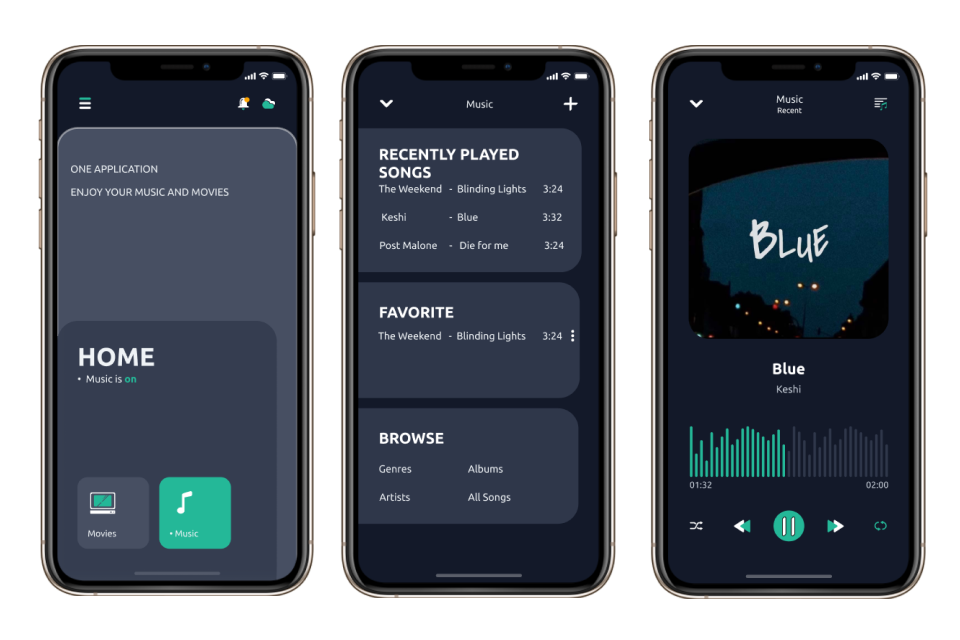 ONE APPLICATION
ENJOY YOUR MUSIC AND MOVIES
HOME
• Music is on
Movies
• Music
Music
RECENTLY PLAYED
SONGS
The Weekend - Blinding Lights 3:24
Keshi - Blue 3:32
Post Malone - Die for me 3:24
FAVORITE
The Weekend - Blinding Lights 3:24
BROWSE
Genres Albums
Artists All Songs
Music
Recent
BLUE
Blue
Keshi
01:32 02:00